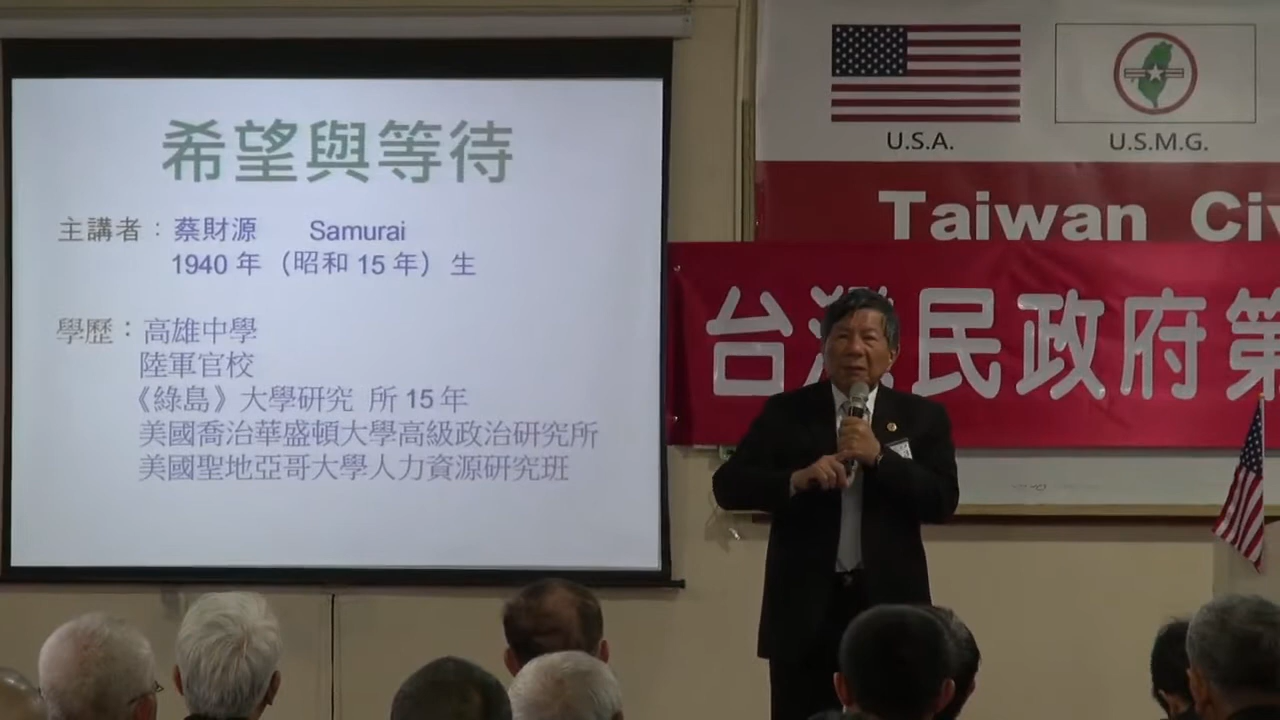 希望與等待
主講者：蔡財源 Samurai
1940 年（昭和 15 年）生
學歷：高雄中學
陸軍官校
《綠島》大學研究 所 15 年
美國喬治華盛頓大學高級政治研究所
美國聖地亞哥大學人力資源研究班
U.S.A.
U.S.M.G.
Taiwan Civ
台灣民政府第